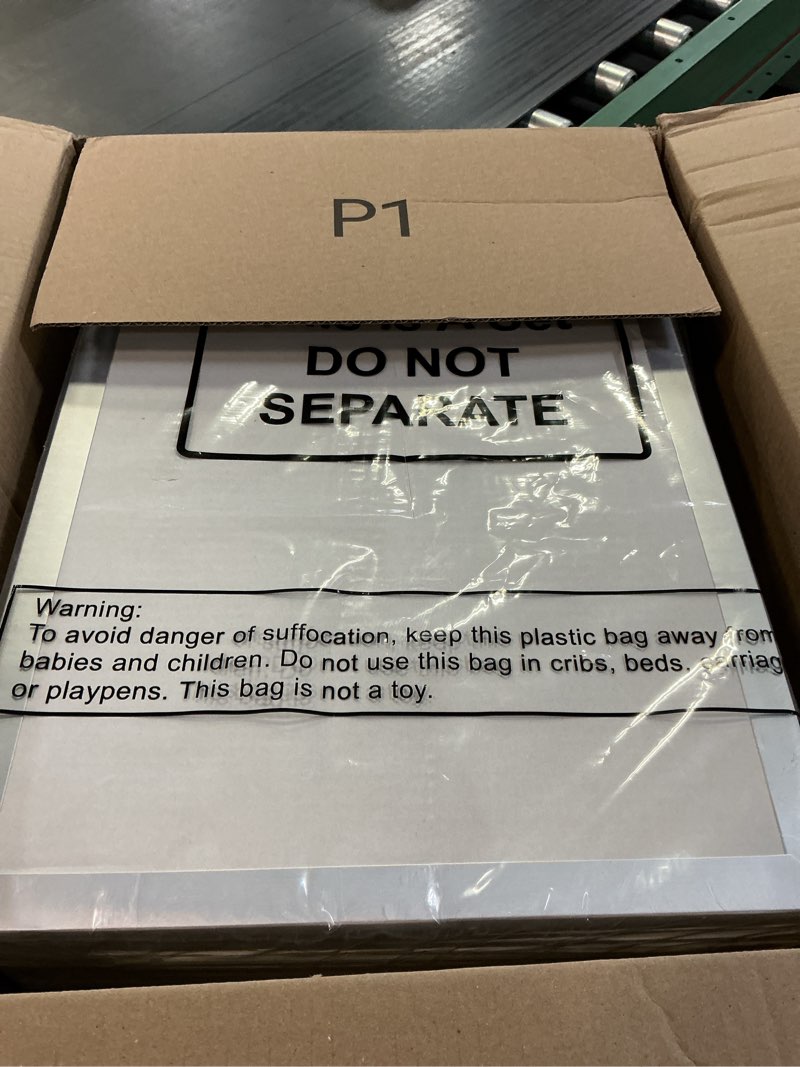 P1
DO NOT
SEPARATE
Warning:
To avoid danger of suffocation, keep this plastic bag away from
babies and children. Do not use this bag in cribs, beds,
or playpens. This bag is not a toy.